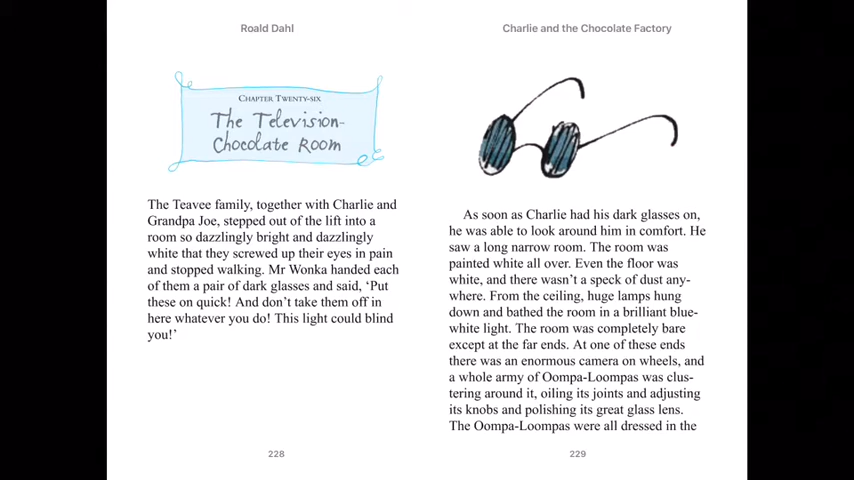 Roald Dahl
Chapter Twenty-six
The Television-
Chocolate Room
The Teavee family, together with Charlie and
Grandpa Joe, stepped out of the lift into a
room so dazzlingly bright and dazzlingly
white that they screwed up their eyes in pain
and stopped walking. Mr Wonka handed each
of them a pair of dark glasses and said, ‘Put
these on quick! And don’t take them off in
here whatever you do! This light could blind
you!’
228
Charlie and the Chocolate Factory
As soon as Charlie had his dark glasses on,
he was able to look around him in comfort. He
saw a long narrow room. The room was
painted white all over. Even the floor was
white, and there wasn’t a speck of dust any-
where. From the ceiling, huge lamps hung
down and bathed the room in a brilliant blue-
white light. The room was completely bare
except at the far ends. At one of these ends
there was an enormous camera on wheels, and
a whole army of Oompa-Loompas was clus-
tering around it, oiling its joints and adjusting
its knobs and polishing its great glass lens.
The Oompa-Loompas were all dressed in the
229